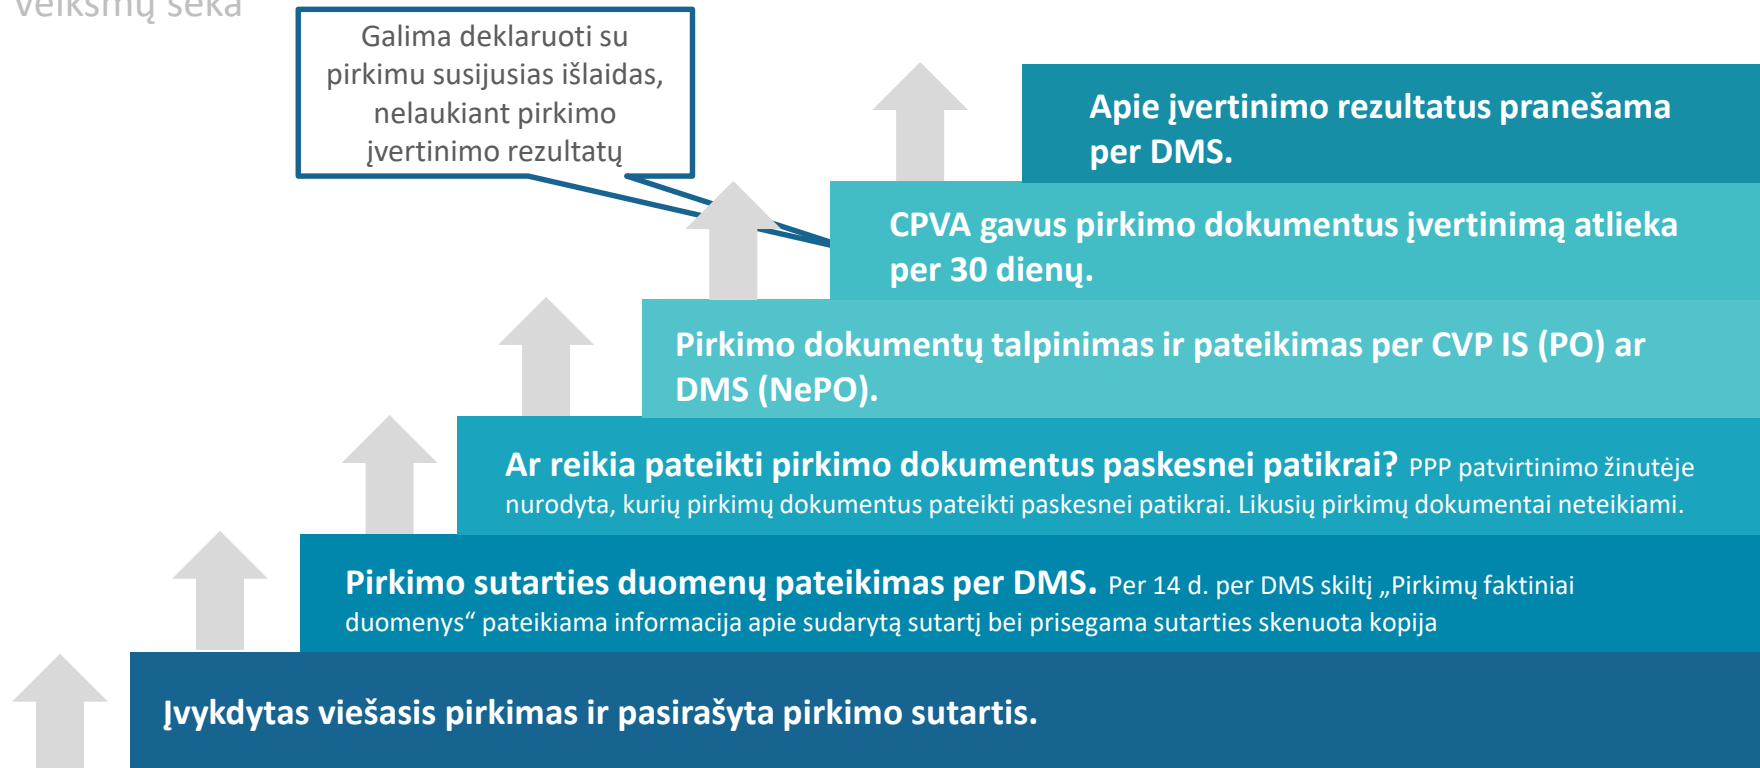 veiksmų seka
Galima deklaruoti su
pirkimu susijusias išlaidas,
nelaukiant pirkimo
įvertinimo rezultatų
Apie įvertinimo rezultatus pranešama
per DMS.
CPVA gavus pirkimo dokumentus įvertinimą atlieka
per 30 dienų.
Pirkimo dokumentų talpinimas ir pateikimas per CVP IS (PO) ar
DMS (NePO).
Ar reikia pateikti pirkimo dokumentus paskesnei patikrai? PPP patvirtinimo žinutėje
nurodyta, kurių pirkimų dokumentus pateikti paskesnei patikrai. Likusių pirkimų dokumentai neteikiami.
Pirkimo sutarties duomenų pateikimas per DMS. Per 14 d. per DMS skiltį „Pirkimų faktiniai
duomenys“ pateikiama informacija apie sudarytą sutartį bei prisegama sutarties skenuota kopija
Įvykdytas viešasis pirkimas ir pasirašyta pirkimo sutartis.